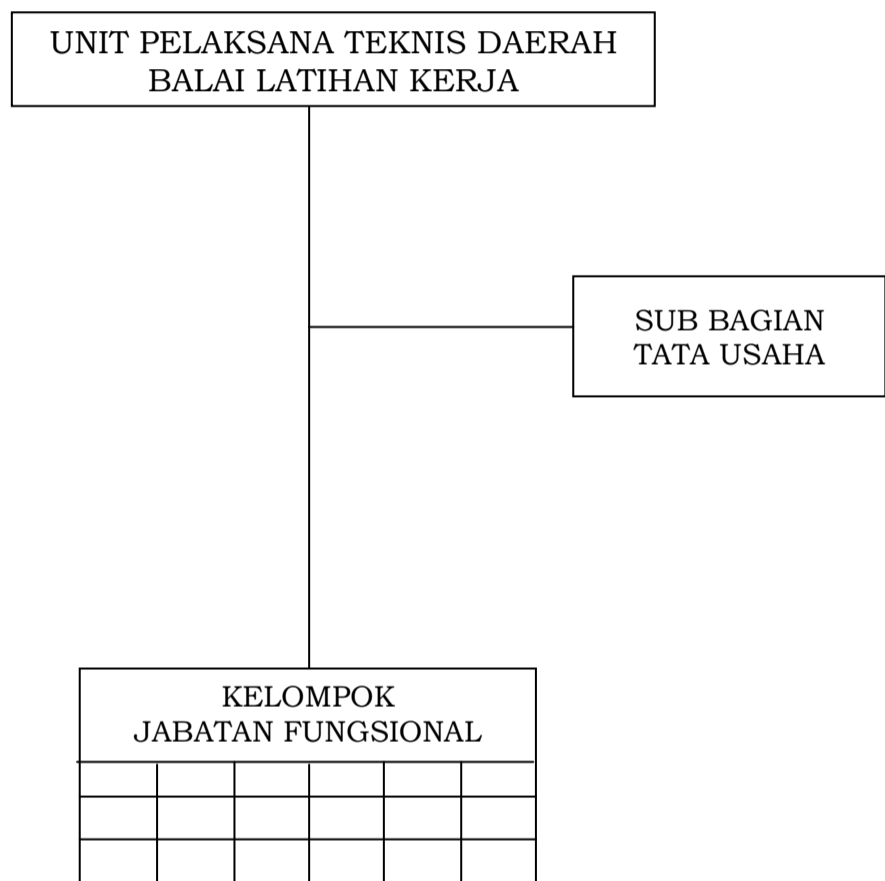 UNIT PELAKSANA TEKNIS DAERAH
BALAI LATIHAN KERJA
SUB BAGIAN
TATA USAHA
KELOMPOK
JABATAN FUNGSIONAL